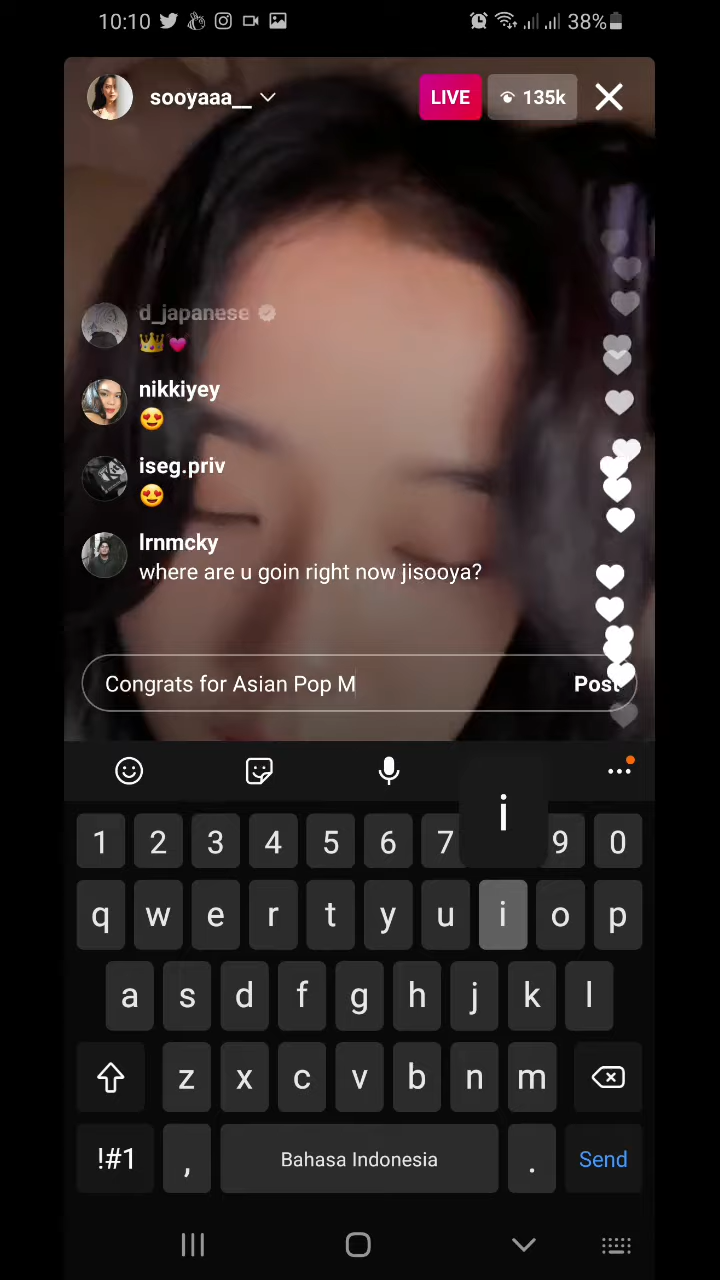 10:10
38%
sooyaaa__
LIVE
135k
d_japanese
nikkiyey
iseg.priv
lrnmcky
where are u goin right now jisooya?
Congrats for Asian Pop M
Post
i
1 2 3 4 5 6 7 9 0
q w e r t y u i o p
a s d f g h j k l
z x c v b n m
!#1 , Bahasa Indonesia . Send